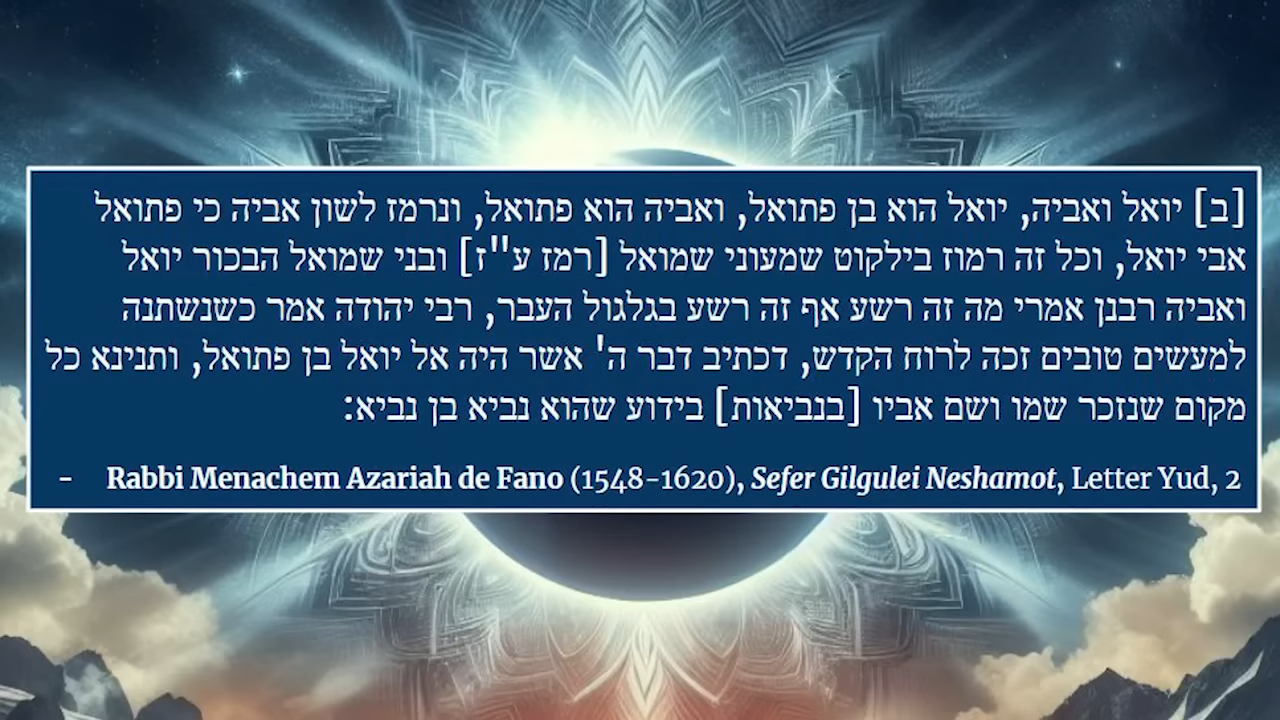 [ב] יואל ואביה, יואל הוא בן פתואל, ואביה הוא פתואל, ונרמז לשון אביה כי פתואל
אבי יואל, וכל זה רמוז בילקוט שמעוני שמואל [רמז ע"ז] ובני שמואל הבכור יואל
ואביה רבנן אמרי מה זה רשע אף זה רשע בגלגול העבר, רבי יהודה אמר כשנשתנה
למעשים טובים זכה לרוח הקדש, דכתיב דבר ה' אשר היה אל יואל בן פתואל, ותנינא כל
מקום שנזכר שמו ושם אביו [בנביאות] בידוע שהוא נביא בן נביא:
- Rabbi Menachem Azariah de Fano (1548-1620), Sefer Gilgulei Neshamot, Letter Yud, 2